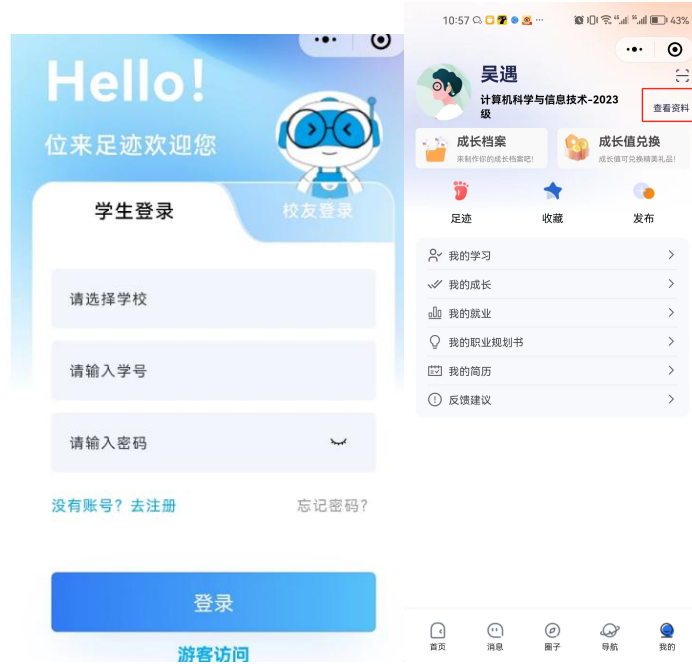 Hello!
位来足迹欢迎您
学生登录
校友登录
请选择学校
请输入学号
请输入密码
没有账号？去注册
忘记密码？
登录
游客访问
10:57
43%
吴遇
计算机科学与信息技术-2023
级
查看资料
成长档案
来制作你的成长档案吧！
成长值兑换
成长值可兑换精美礼品！
足迹
收藏
发布
我的学习
我的成长
我的就业
我的职业规划书
我的简历
反馈建议
首页
消息
圈子
导航
我的